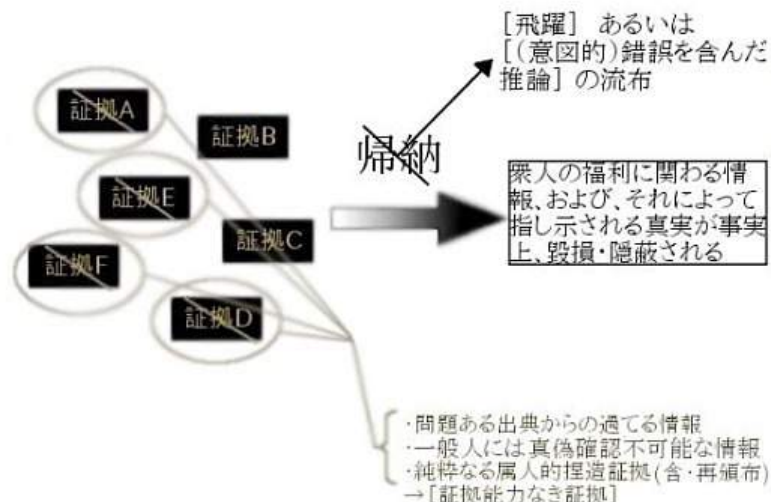 [飛躍] あるいは
[(意図的)錯誤を含んだ
推論] の流布
証拠A
証拠B
帰納
証拠E
証拠C
証拠F
証拠D
衆人の福利に関わる情
報、および、それによって
指し示される真実が事実
上、毀損・隠蔽される
・問題ある出典からの過てる情報
・一般人には真偽確認不可能な情報
・純粋なる属人的捏造証拠(含・再頒布)
→[証拠能力なき証拠]